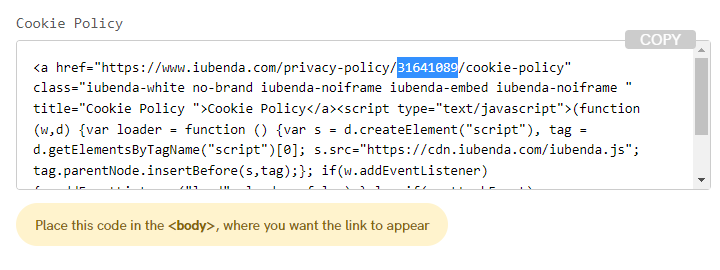 Cookie Policy
COPY
<a href="https://www.iubenda.com/privacy-policy/31641089/cookie-policy"
class="iubenda-white no-brand iubenda-noiframe iubenda-embed iubenda-noiframe "
title="Cookie Policy ">Cookie Policy</a><script type="text/javascript">(function
(w,d) {var loader = function () {var s = d.createElement("script"), tag =
d.getElementsByTagName("script")[0]; s.src="https://cdn.iubenda.com/iubenda.js";
tag.parentNode.insertBefore(s,tag);}; if(w.addEventListener)
Place this code in the <body>, where you want the link to appear